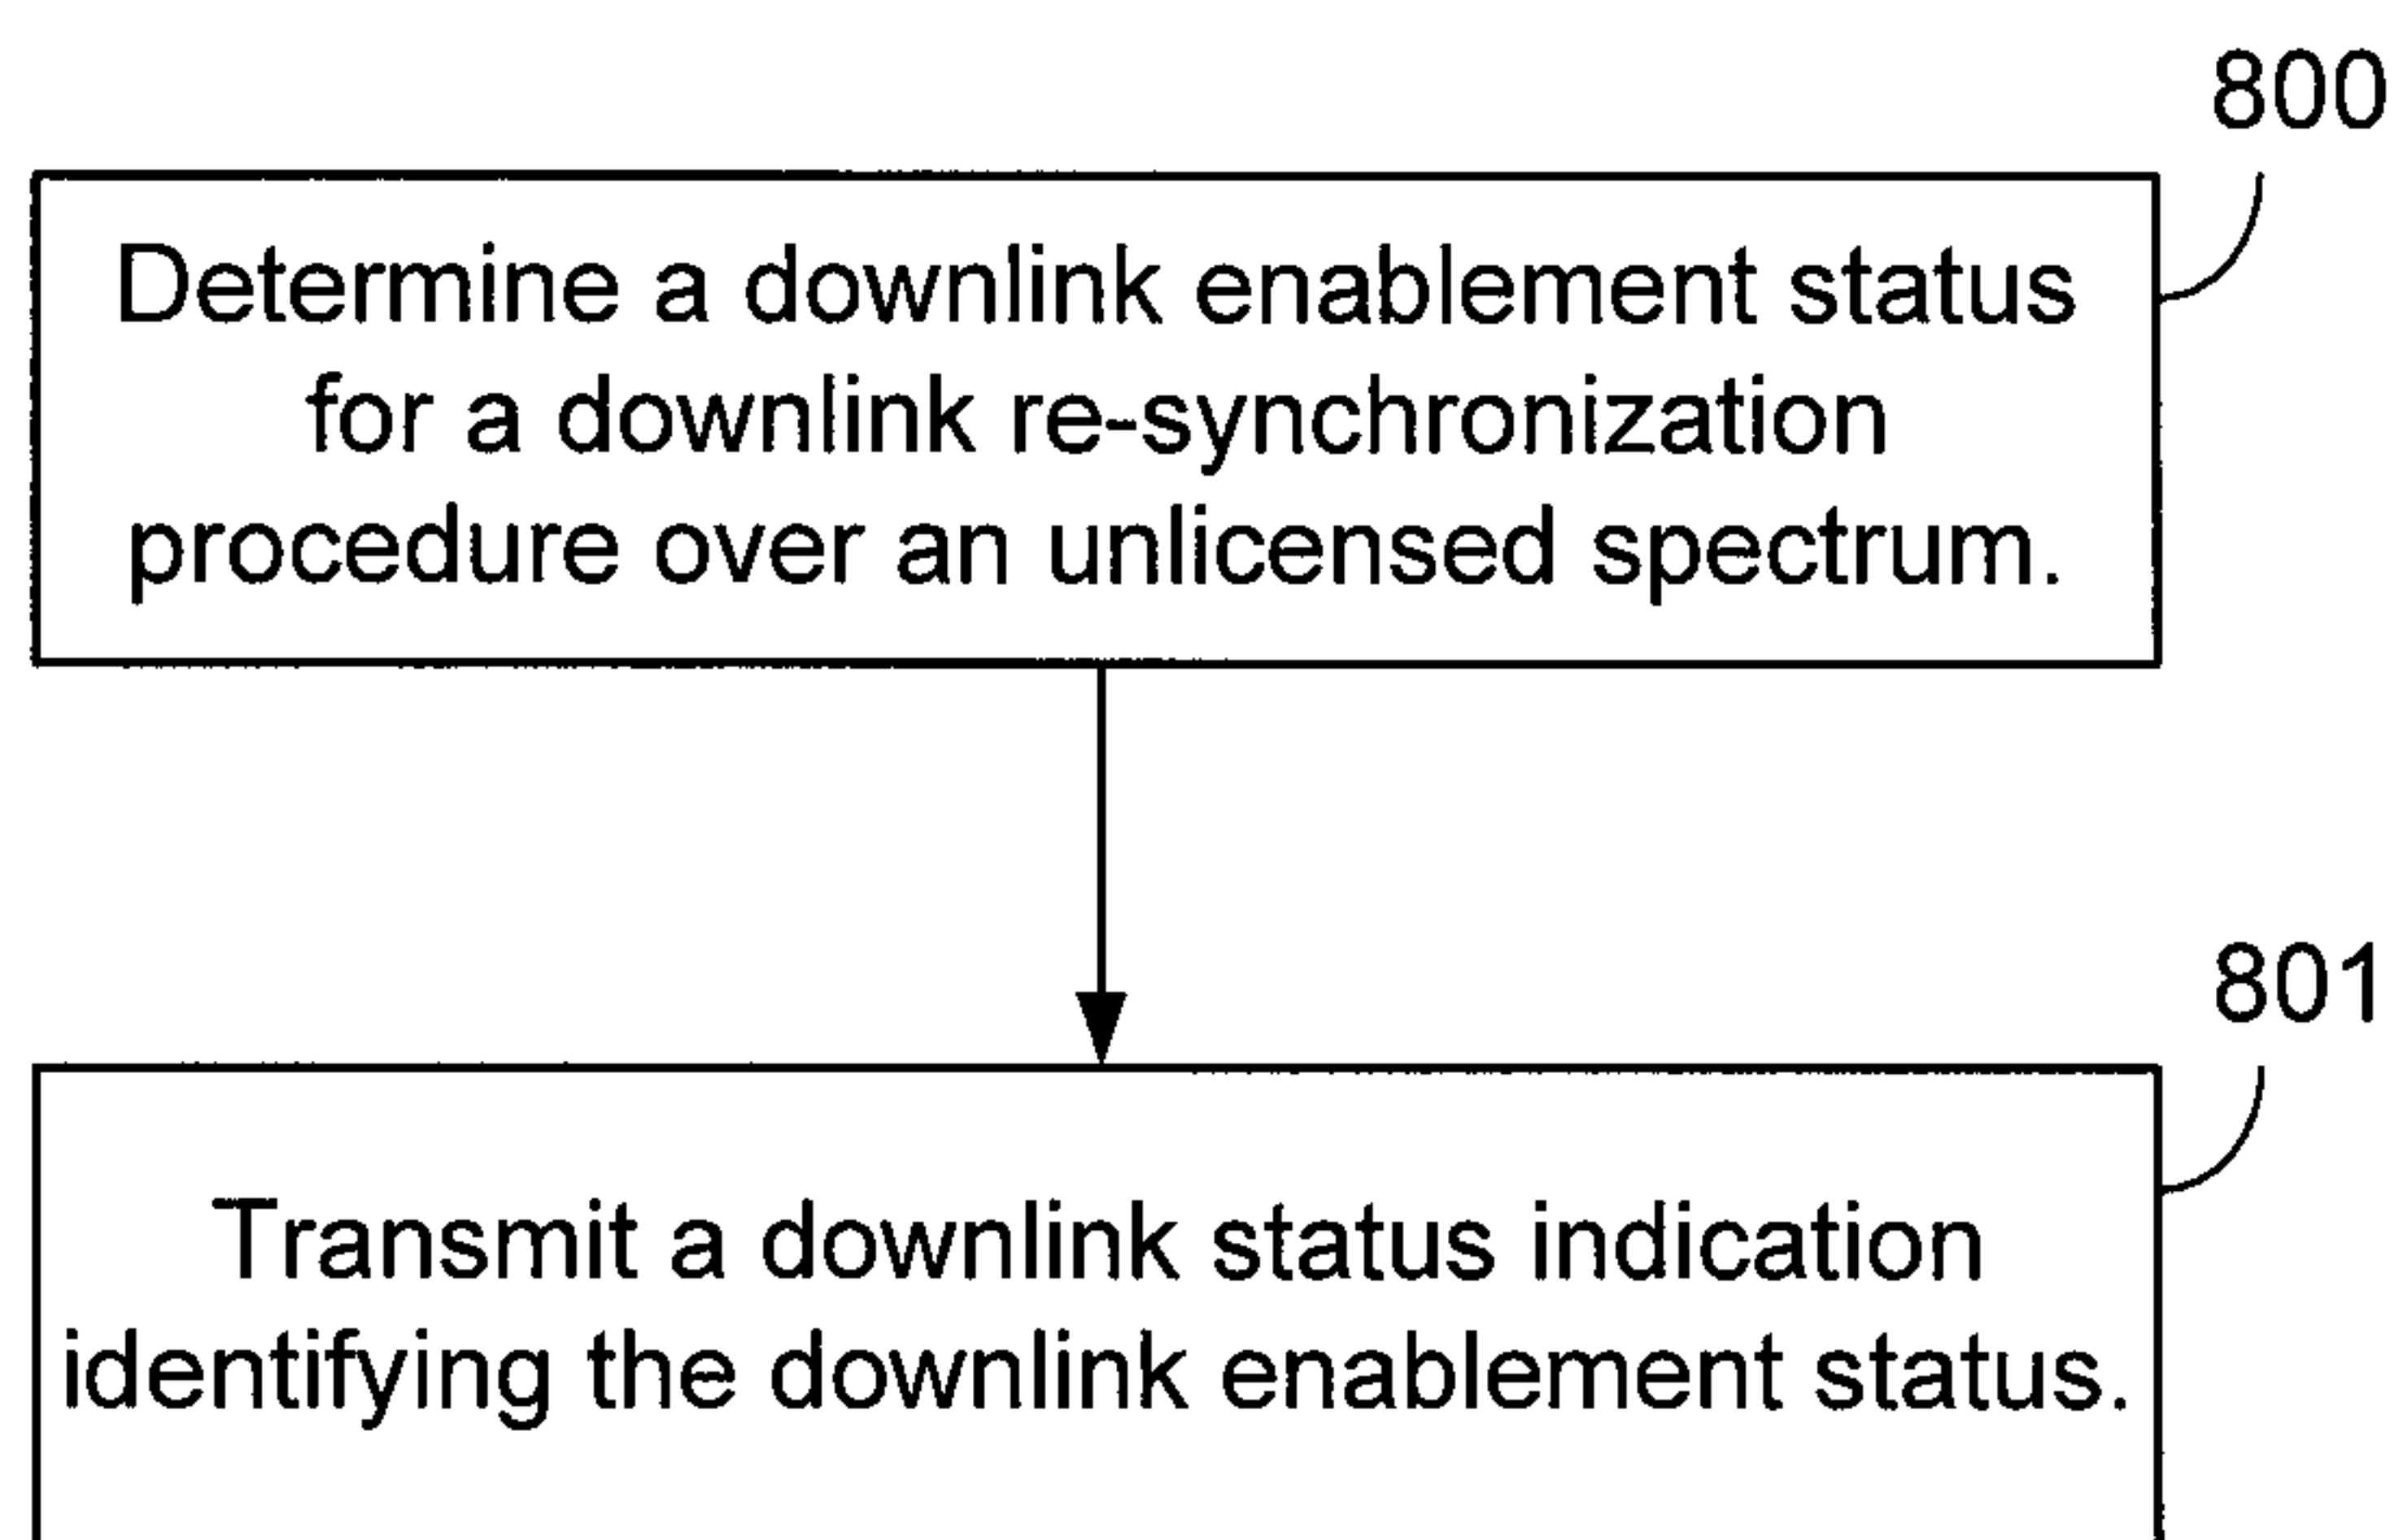 800
Determine a downlink enablement status
for a downlink re-synchronization
procedure over an unlicensed spectrum.
801
Transmit a downlink status indication
identifying the downlink enablement status.